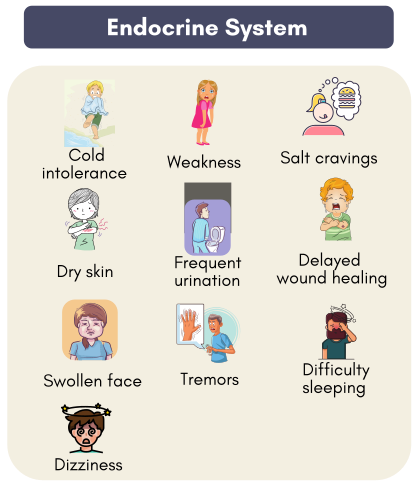 Endocrine System
Cold
intolerance
Weakness
Salt cravings
Dry skin
Frequent
urination
Delayed
wound healing
Swollen face
Tremors
Difficulty
sleeping
Dizziness